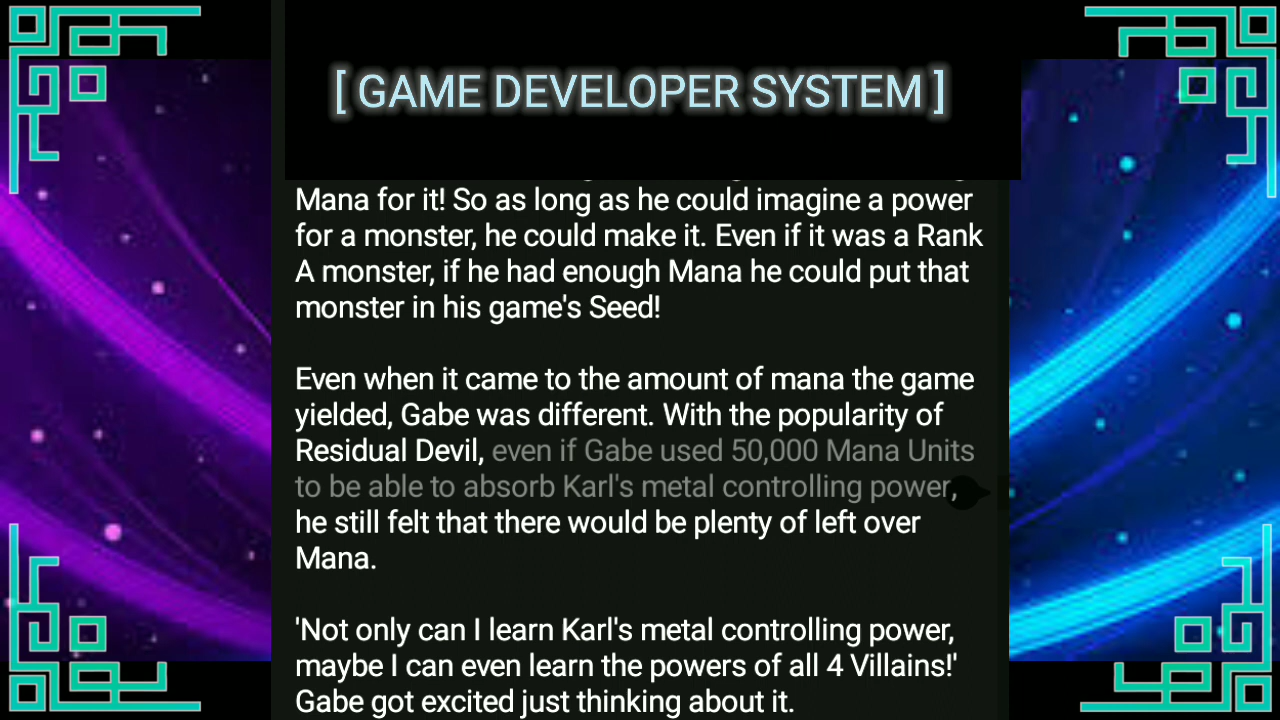 [ GAME DEVELOPER SYSTEM ]
Mana for it! So as long as he could imagine a power
for a monster, he could make it. Even if it was a Rank
A monster, if he had enough Mana he could put that
monster in his game's Seed!
Even when it came to the amount of mana the game
yielded, Gabe was different. With the popularity of
Residual Devil, even if Gabe used 50,000 Mana Units
to be able to absorb Karl's metal controlling power,
he still felt that there would be plenty of left over
Mana.
'Not only can I learn Karl's metal controlling power,
maybe I can even learn the powers of all 4 Villains!'
Gabe got excited just thinking about it.